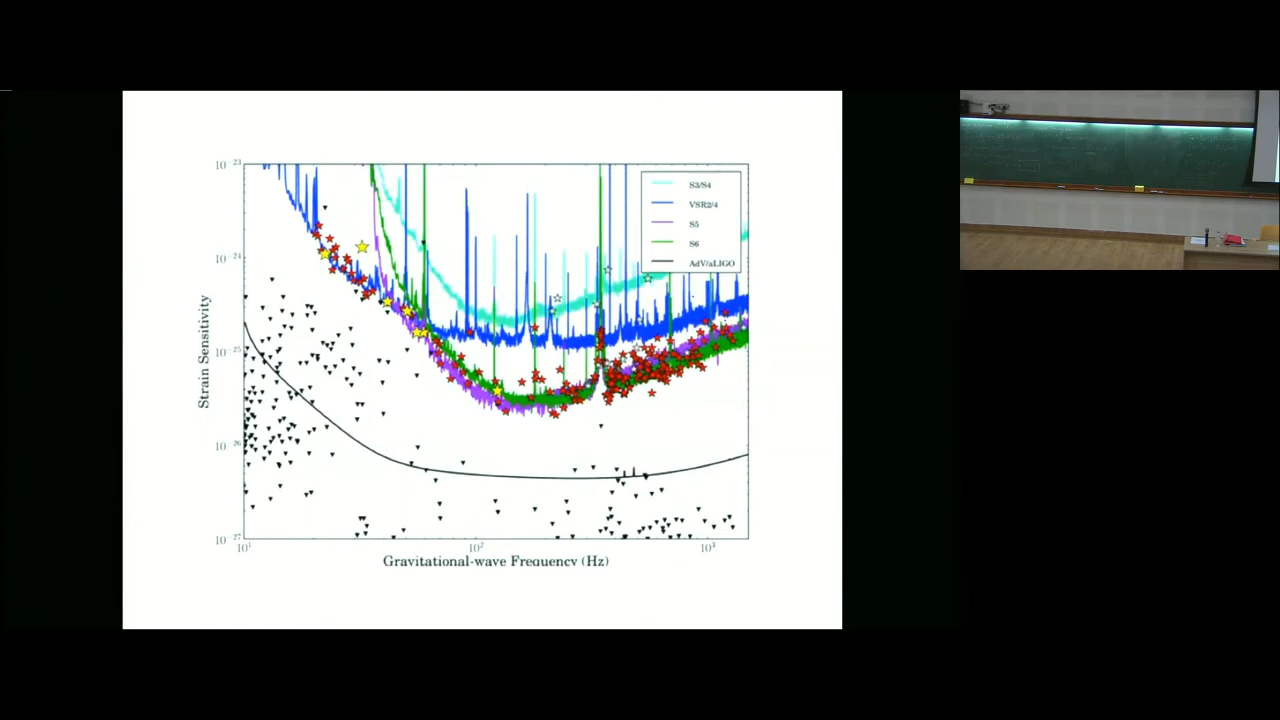 10-23
10-24
10-25
10-26
10-27
Strain Sensitivity
S3/S4
VSR2/4
S5
S6
AdV/aLIGO
10¹ 10² 10³
Gravitational-wave Frequency (Hz)